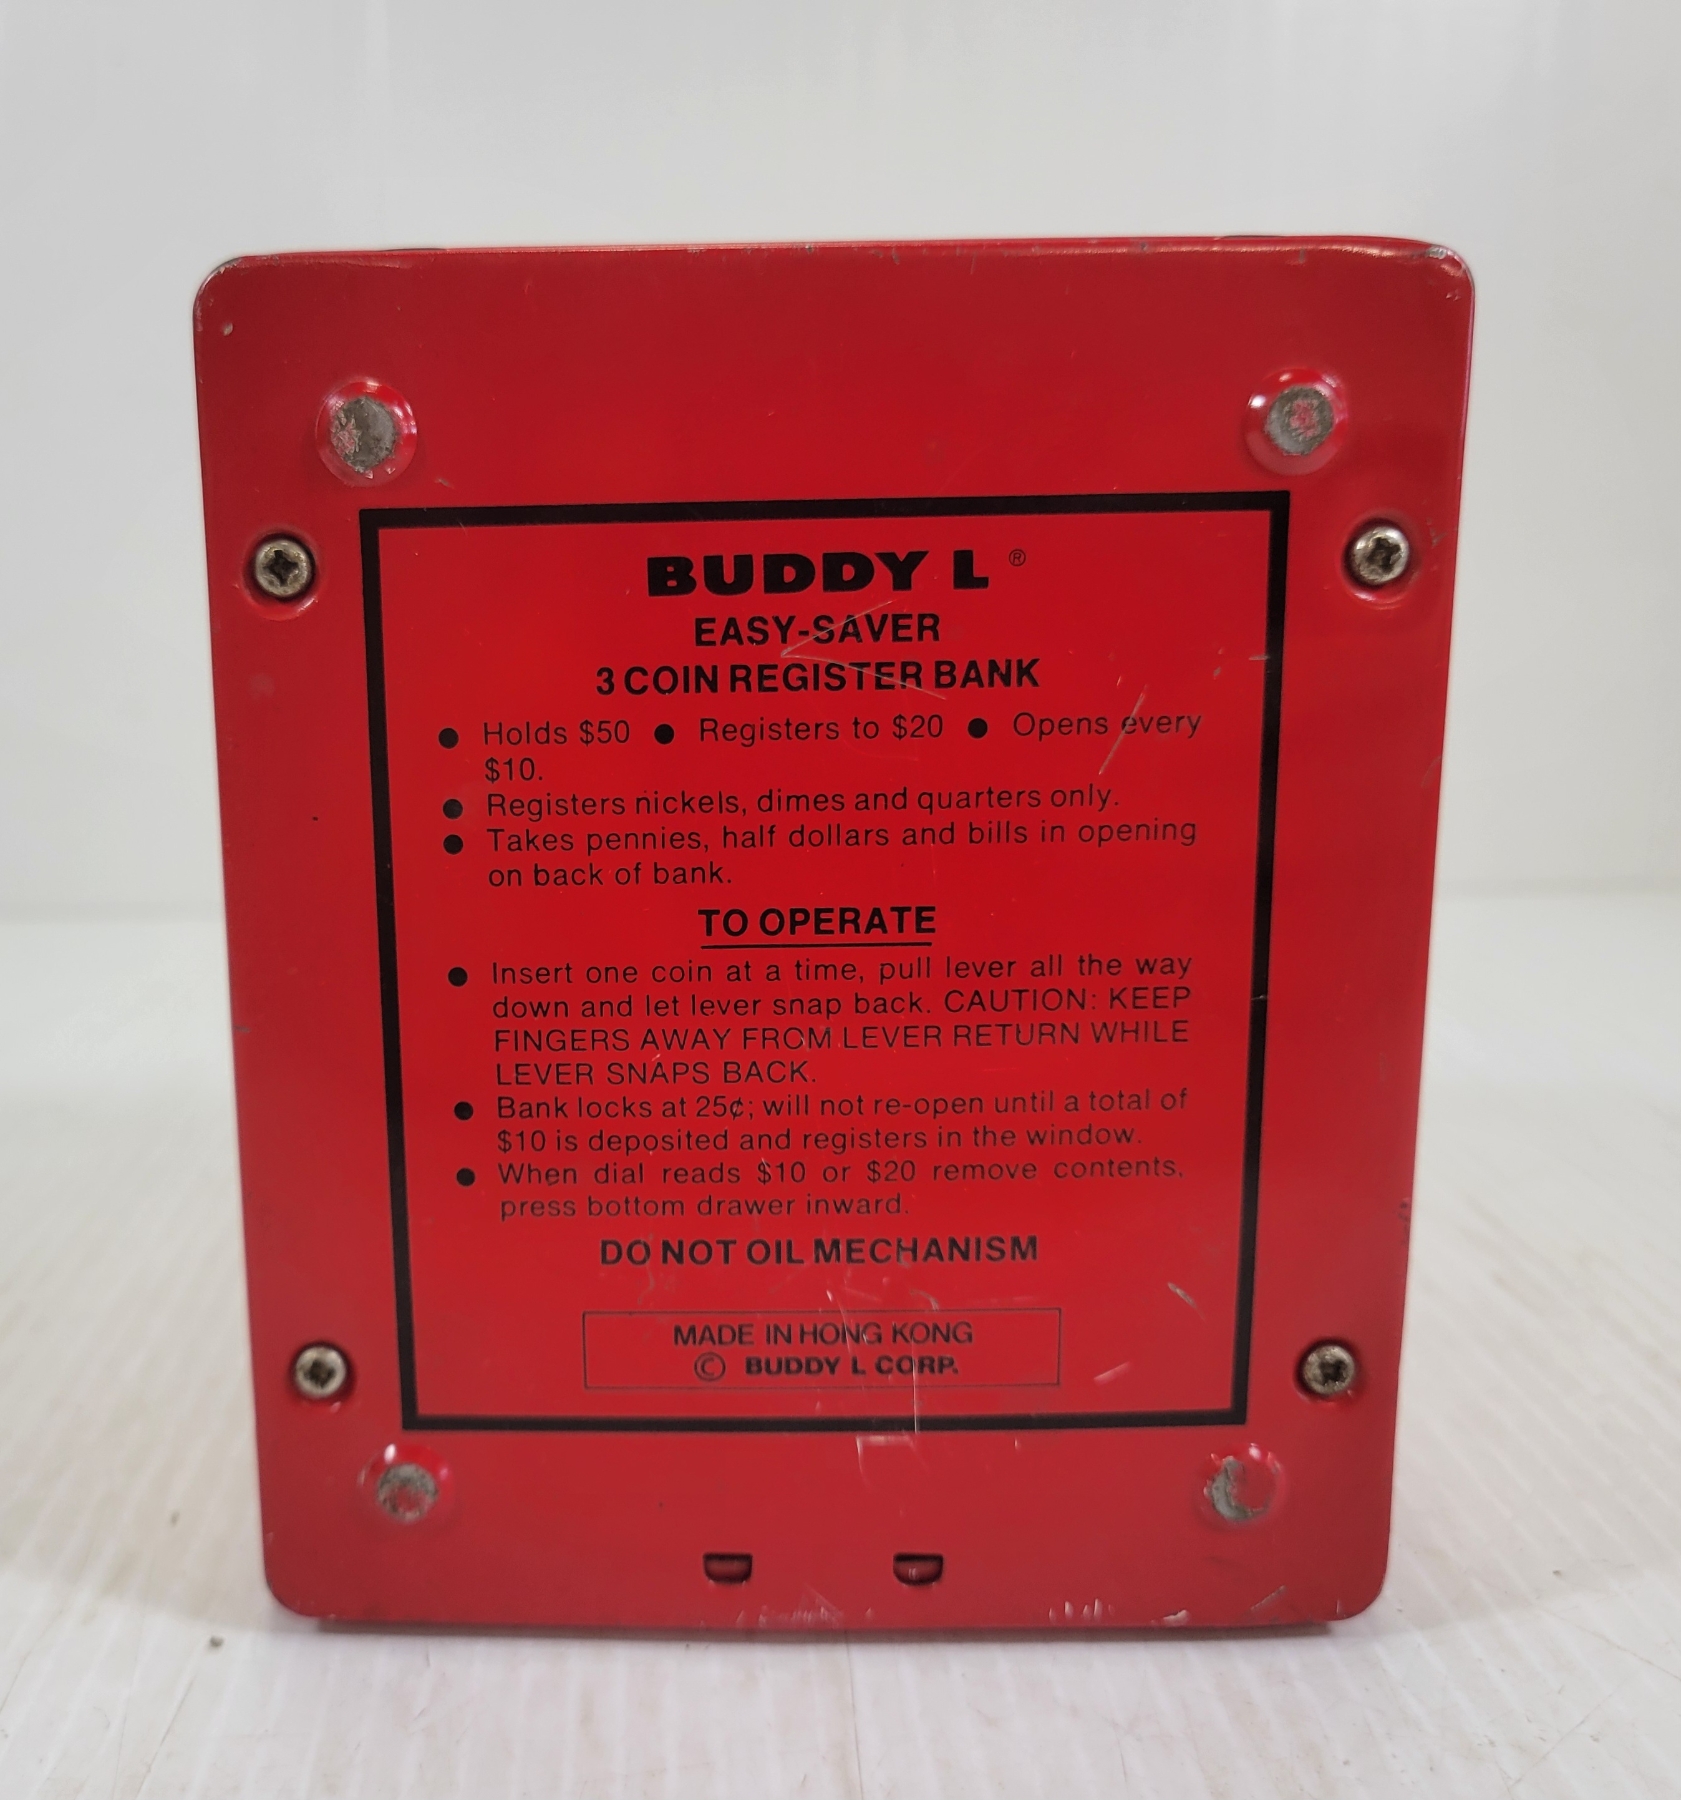 BUDDY L ®
EASY-SAVER
3 COIN REGISTER BANK
● Holds $50 ● Registers to $20 ● Opens every
$10.
● Registers nickels, dimes and quarters only.
● Takes pennies, half dollars and bills in opening
on back of bank.
TO OPERATE
● Insert one coin at a time, pull lever all the way
down and let lever snap back. CAUTION: KEEP
FINGERS AWAY FROM LEVER RETURN WHILE
LEVER SNAPS BACK.
● Bank locks at 25¢; will not re-open until a total of
$10 is deposited and registers in the window.
● When dial reads $10 or $20 remove contents,
press bottom drawer inward.
DO NOT OIL MECHANISM
MADE IN HONG KONG
© BUDDY L CORP.